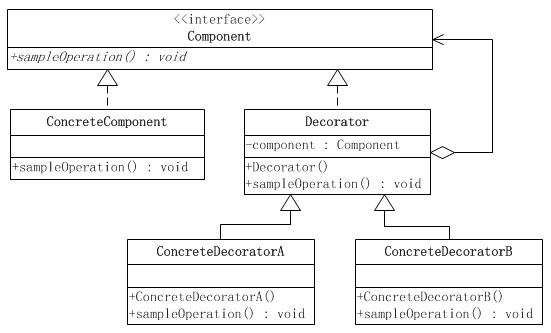 <<interface>>
Component
+sampleOperation() : void
ConcreteComponent
+sampleOperation() : void
Decorator
-component : Component
+Decorator()
+sampleOperation() : void
ConcreteDecoratorA
+ConcreteDecoratorA()
+sampleOperation() : void
ConcreteDecoratorB
+ConcreteDecoratorB()
+sampleOperation() : void